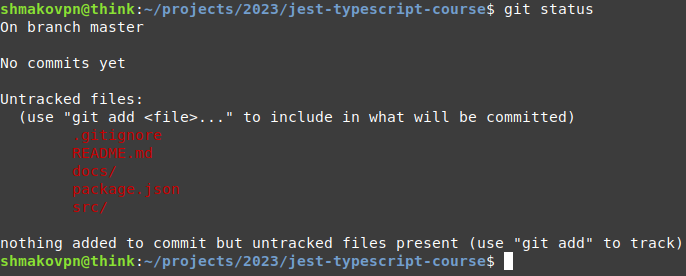 shmakovpn@think:~/projects/2023/jest-typescript-course$ git status
On branch master

No commits yet

Untracked files:
  (use "git add <file>..." to include in what will be committed)
        .gitignore
        README.md
        docs/
        package.json
        src/

nothing added to commit but untracked files present (use "git add" to track)
shmakovpn@think:~/projects/2023/jest-typescript-course$